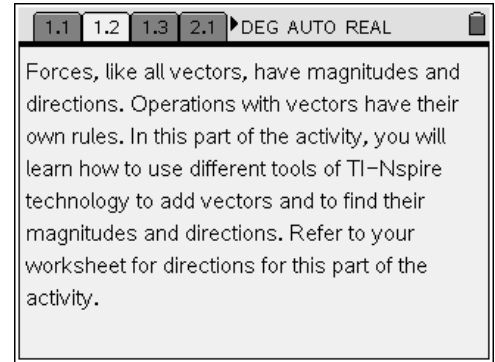 1.1 1.2 1.3 2.1 DEG AUTO REAL
Forces, like all vectors, have magnitudes and
directions. Operations with vectors have their
own rules. In this part of the activity, you will
learn how to use different tools of TI-Nspire
technology to add vectors and to find their
magnitudes and directions. Refer to your
worksheet for directions for this part of the
activity.